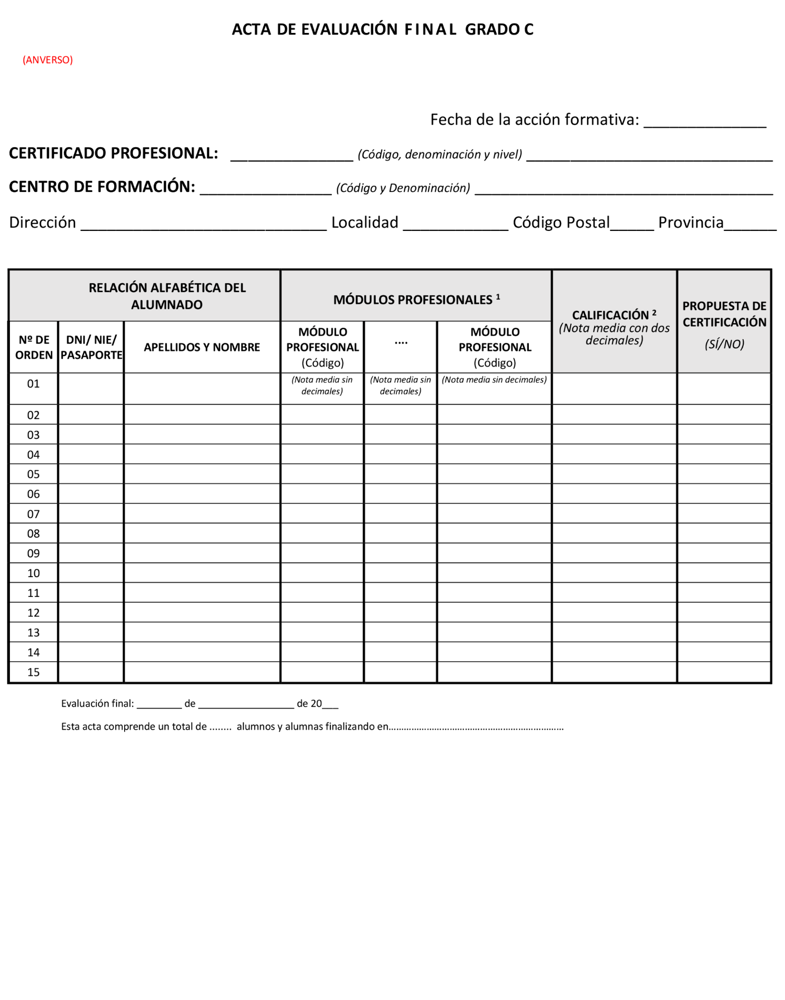 ACTA DE EVALUACIÓN FINAL GRADO C
(ANVERSO)
Fecha de la acción formativa: ______________
CERTIFICADO PROFESIONAL: ______________ (Código, denominación y nivel) ____________________________
CENTRO DE FORMACIÓN: _______________ (Código y Denominación) __________________________________
Dirección ____________________________ Localidad ____________ Código Postal_____ Provincia______
RELACIÓN ALFABÉTICA DEL
ALUMNADO
MÓDULOS PROFESIONALES ¹
CALIFICACIÓN ²
(Nota media con dos
decimales)
PROPUESTA DE
CERTIFICACIÓN
(SÍ/NO)
Nº DE
ORDEN
DNI/ NIE/
PASAPORTE
APELLIDOS Y NOMBRE
MÓDULO
PROFESIONAL
(Código)
....
MÓDULO
PROFESIONAL
(Código)
01
(Nota media sin
decimales)
(Nota media sin
decimales)
(Nota media sin decimales)
02
03
04
05
06
07
08
09
10
11
12
13
14
15
Evaluación final: ________ de _________________ de 20___
Esta acta comprende un total de ........ alumnos y alumnas finalizando en……………………………………………………………